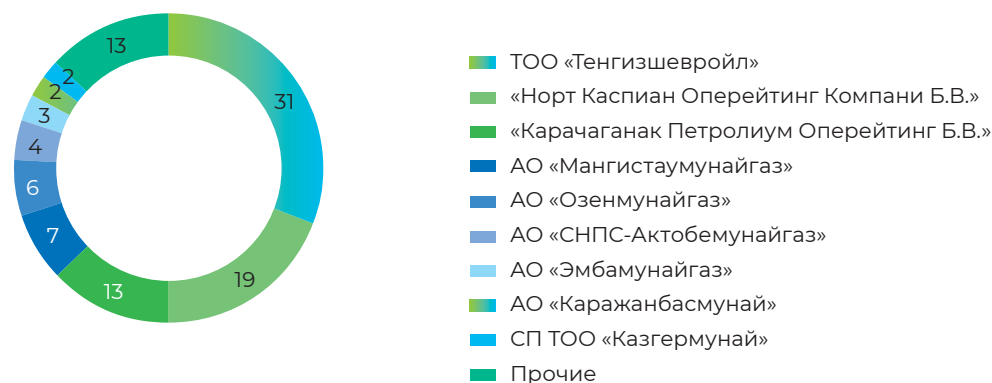 13
2
2
3
4
6
7
13
19
31
ТОО «Тенгизшевройл»
«Норт Каспиан Оперейтинг Компани Б.В.»
«Карачаганак Петролиум Оперейтинг Б.В.»
АО «Мангистаумунайгаз»
АО «Озенмунайгаз»
АО «СНПС-Актобемунайгаз»
АО «Эмбамунайгаз»
АО «Каражанбасмунай»
СП ТОО «Казгермунай»
Прочие